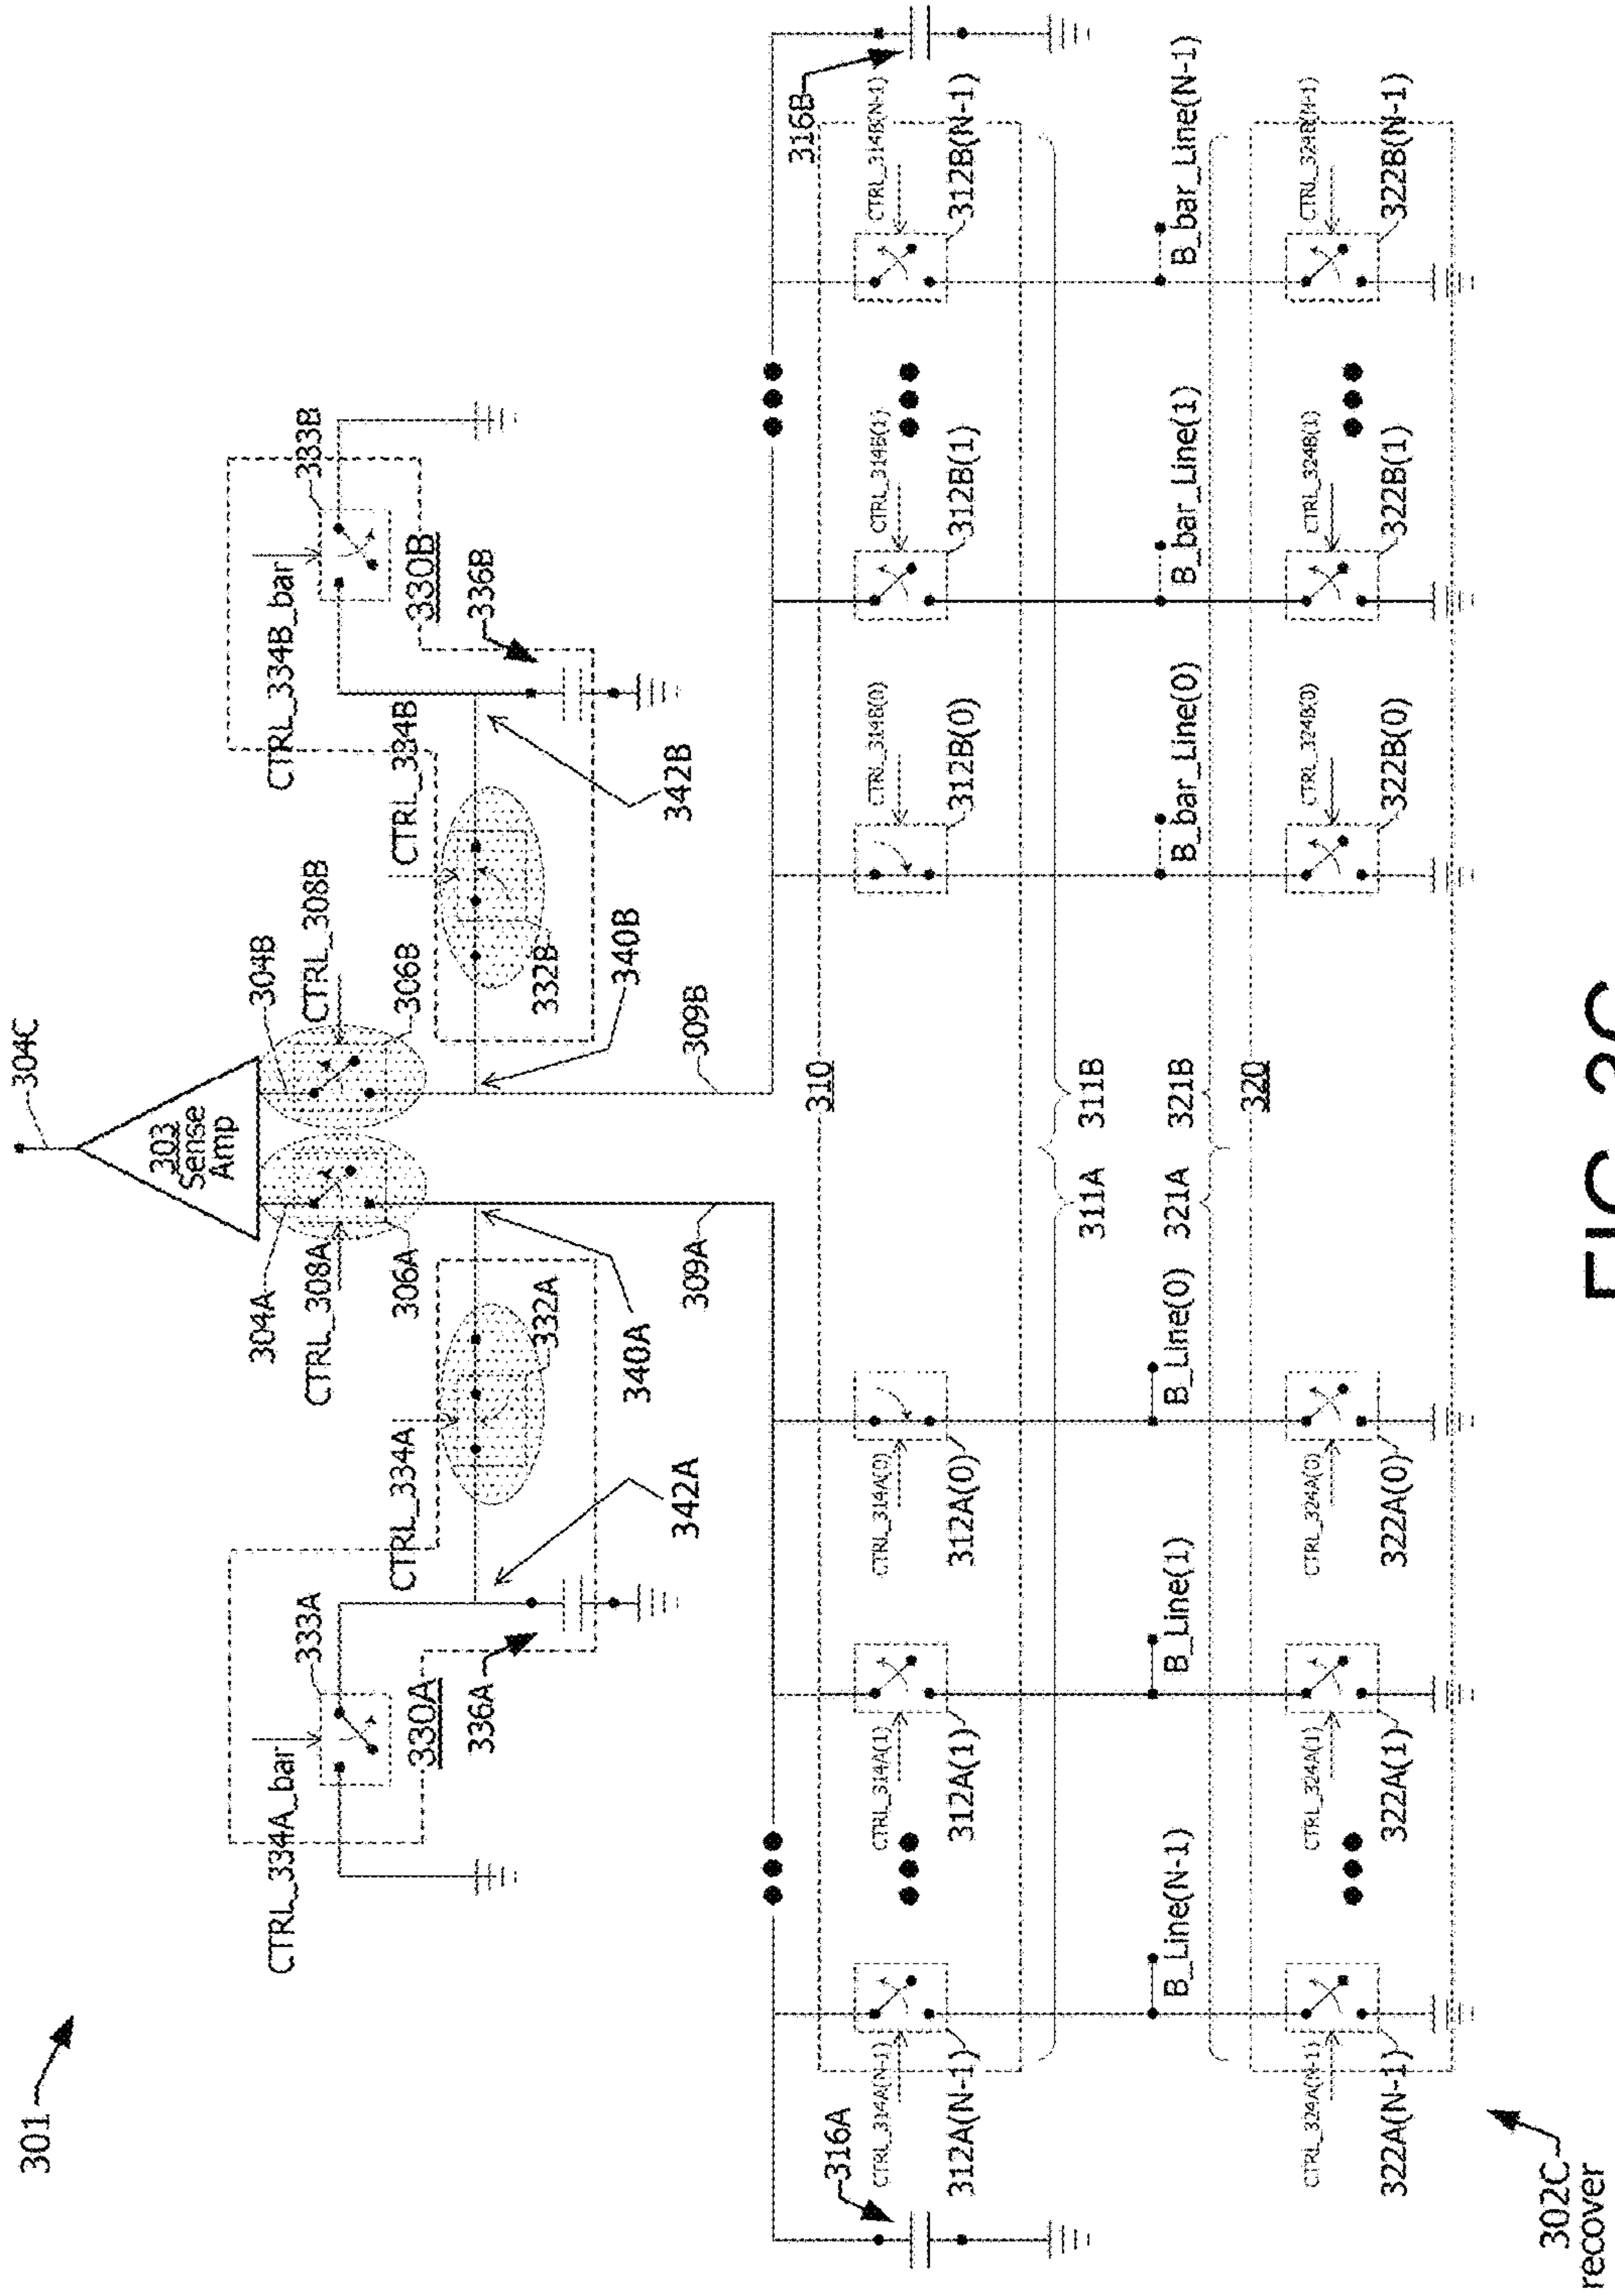 301
304C
303
Sense
Amp
304A
304B
CTRL_308A
CTRL_308B
306A
306B
CTRL_334A_bar
333A
330A
336A
CTRL_334A
332A
342A
340A
309A
CTRL_334B_bar
333B
330B
336B
CTRL_334B
332B
342B
340B
309B
316A
316B
310
CTRL_314A(N-1)
CTRL_314A(1)
CTRL_314A(0)
CTRL_314B(0)
CTRL_314B(1)
CTRL_314B(N-1)
312A(N-1)
312A(1)
312A(0)
312B(0)
312B(1)
312B(N-1)
311A
311B
B_Line(N-1)
B_Line(1)
B_Line(0)
B_bar_Line(0)
B_bar_Line(1)
B_bar_Line(N-1)
321A
321B
320
CTRL_324A(N-1)
CTRL_324A(1)
CTRL_324A(0)
CTRL_324B(0)
CTRL_324B(1)
CTRL_324B(N-1)
322A(N-1)
322A(1)
322A(0)
322B(0)
322B(1)
322B(N-1)
302C
recover